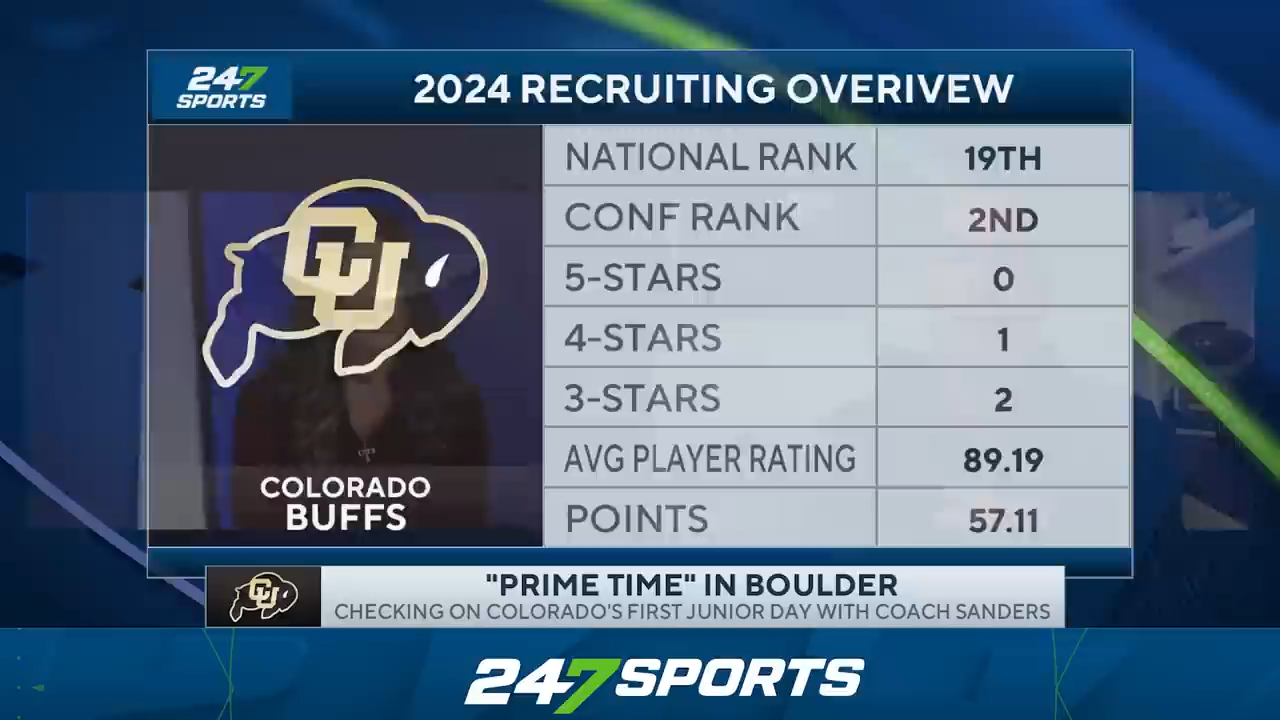 247
SPORTS
2024 RECRUITING OVERIVEW
NATIONAL RANK 19TH
CONF RANK 2ND
5-STARS 0
4-STARS 1
3-STARS 2
AVG PLAYER RATING 89.19
POINTS 57.11
CU
COLORADO
BUFFS
CU
"PRIME TIME" IN BOULDER
CHECKING ON COLORADO'S FIRST JUNIOR DAY WITH COACH SANDERS
247SPORTS